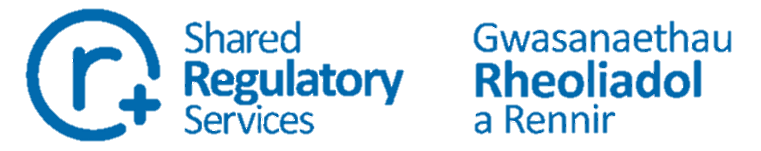 r+
Shared
Regulatory
Services
Gwasanaethau
Rheoliadol
a Rennir